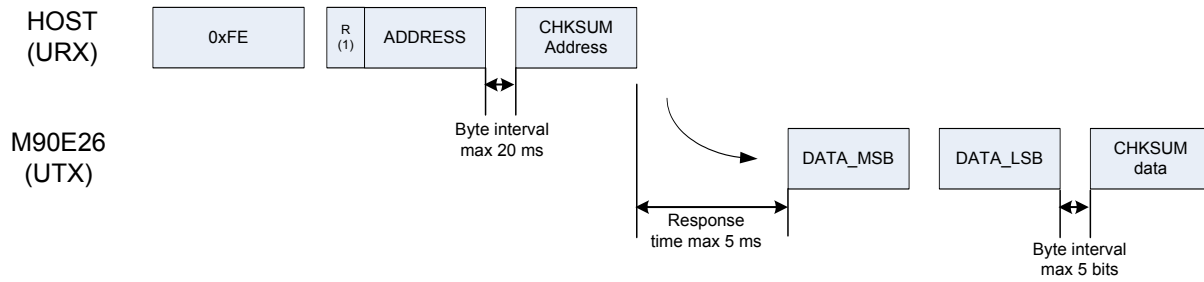 HOST
(URX)
0xFE
R
(1)
ADDRESS
CHKSUM
Address
Byte interval
max 20 ms
M90E26
(UTX)
DATA_MSB
DATA_LSB
CHKSUM
data
Response
time max 5 ms
Byte interval
max 5 bits